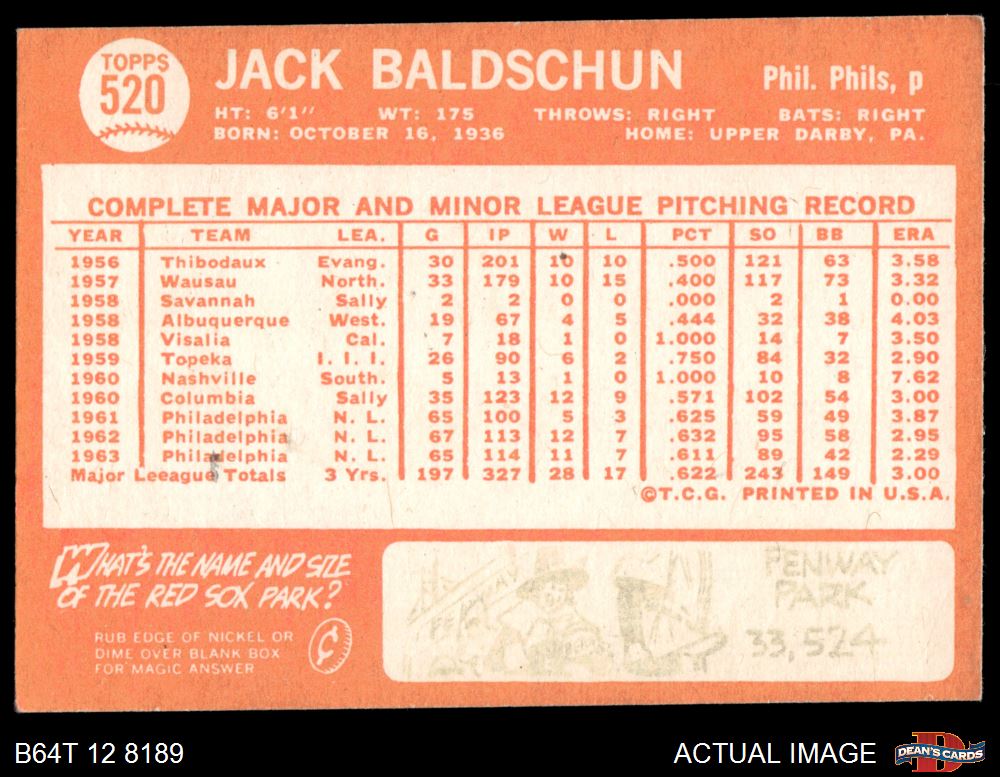 TOPPS
520
JACK BALDSCHUN
Phil. Phils, p
HT: 6'1" WT: 175 THROWS: RIGHT BATS: RIGHT
BORN: OCTOBER 16, 1936 HOME: UPPER DARBY, PA.
COMPLETE MAJOR AND MINOR LEAGUE PITCHING RECORD
YEAR TEAM LEA. G IP W L PCT SO BB ERA
1956 Thibodaux Evang. 30 201 10 10 .500 121 63 3.58
1957 Wausau North. 33 179 10 15 .400 117 73 3.32
1958 Savannah Sally 2 2 0 0 .000 2 1 0.00
1958 Albuquerque West. 19 67 4 5 .444 32 38 4.03
1958 Visalia Cal. 7 18 1 0 1.000 14 7 3.50
1959 Topeka I. I. I. 26 90 6 2 .750 84 32 2.90
1960 Nashville South. 5 13 1 0 1.000 10 8 7.62
1960 Columbia Sally 35 123 12 9 .571 102 54 3.00
1961 Philadelphia N. L. 65 100 5 3 .625 59 49 3.87
1962 Philadelphia N. L. 67 113 12 7 .632 95 58 2.95
1963 Philadelphia N. L. 65 114 11 7 .611 89 42 2.29
Major Leeague Totals 3 Yrs. 197 327 28 17 .622 243 149 3.00
©T.C.G. PRINTED IN U.S.A.
WHAT'S THE NAME AND SIZE
OF THE RED SOX PARK?
RUB EDGE OF NICKEL OR
DIME OVER BLANK BOX
FOR MAGIC ANSWER
FENWAY
PARK
33,524
B64T 12 8189
ACTUAL IMAGE
DEAN'S CARDS